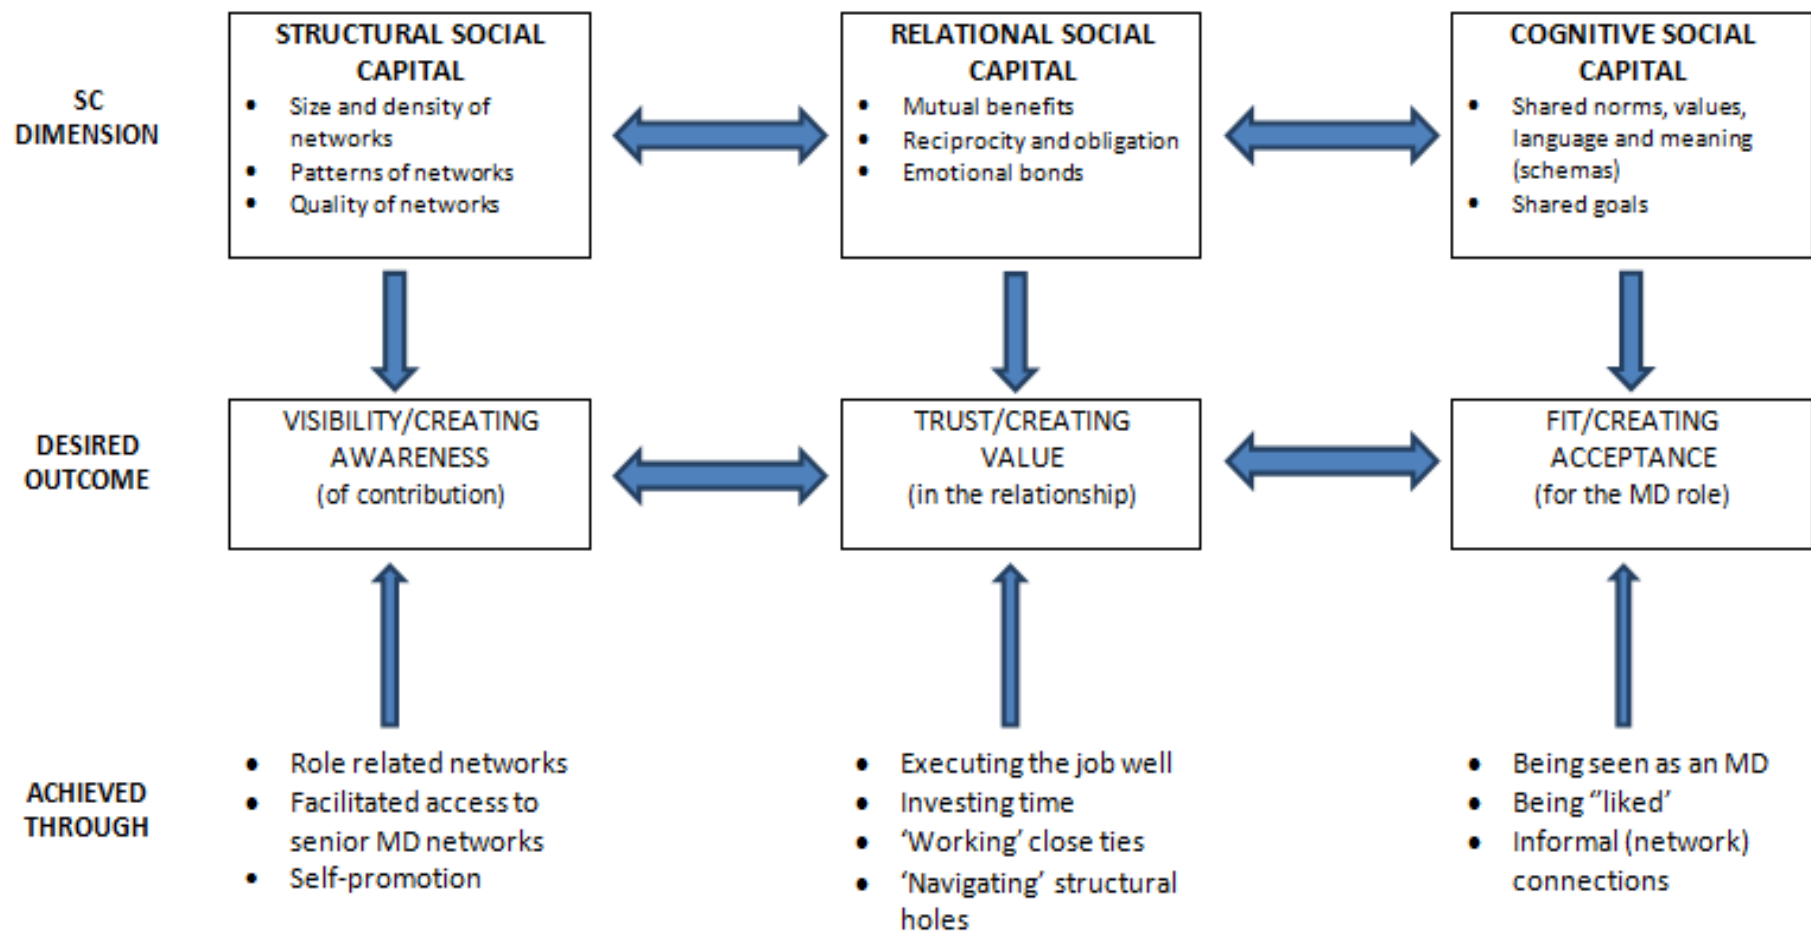 SC
DIMENSION
STRUCTURAL SOCIAL
CAPITAL
• Size and density of
networks
• Patterns of networks
• Quality of networks
RELATIONAL SOCIAL
CAPITAL
• Mutual benefits
• Reciprocity and obligation
• Emotional bonds
COGNITIVE SOCIAL
CAPITAL
• Shared norms, values,
language and meaning
(schemas)
• Shared goals
DESIRED
OUTCOME
VISIBILITY/CREATING
AWARENESS
(of contribution)
TRUST/CREATING
VALUE
(in the relationship)
FIT/CREATING
ACCEPTANCE
(for the MD role)
ACHIEVED
THROUGH
• Role related networks
• Facilitated access to
senior MD networks
• Self-promotion
• Executing the job well
• Investing time
• ‘Working’ close ties
• ‘Navigating’ structural
holes
• Being seen as an MD
• Being “liked’
• Informal (network)
connections